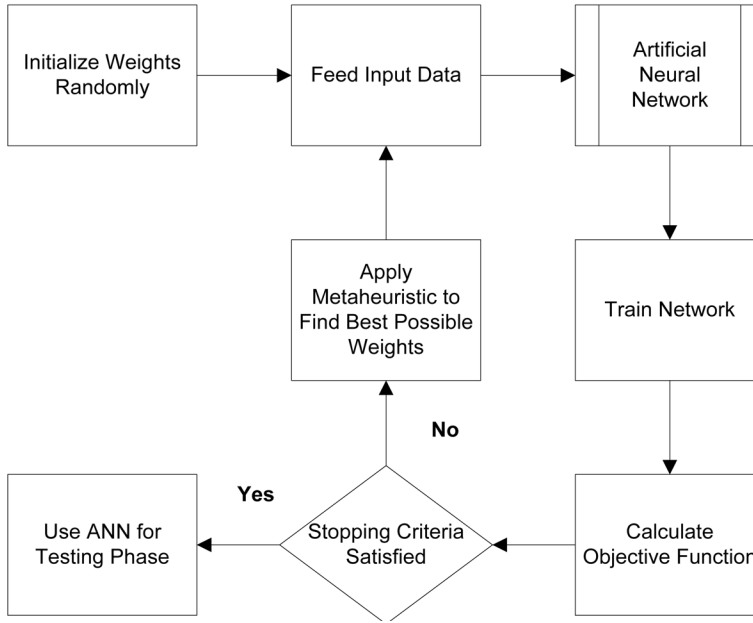 Initialize Weights
Randomly
Feed Input Data
Artificial
Neural
Network
Apply
Metaheuristic to
Find Best Possible
Weights
Train Network
No
Yes
Use ANN for
Testing Phase
Stopping Criteria
Satisfied
Calculate
Objective Function